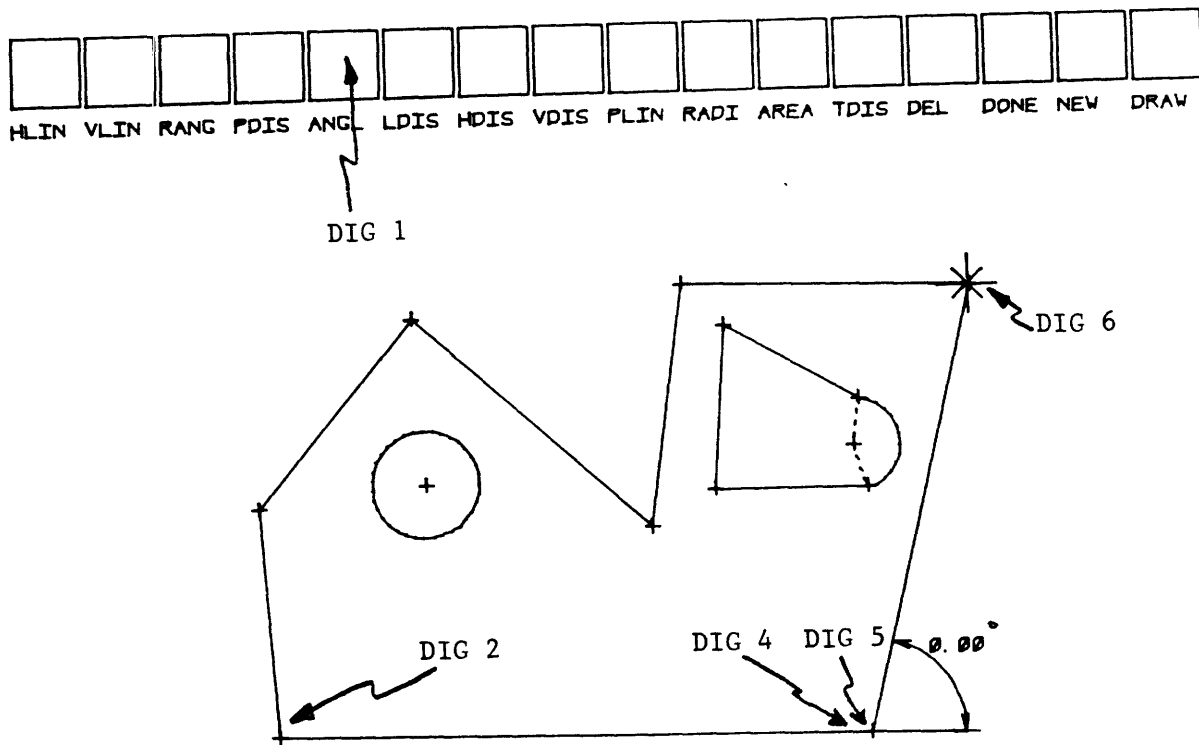 HLIN VLIN RANG PDIS ANGL LDIS HDIS VDIS PLIN RADI AREA TDIS DEL DONE NEW DRAW
DIG 1
DIG 6
DIG 2
DIG 4
DIG 5
0.00°